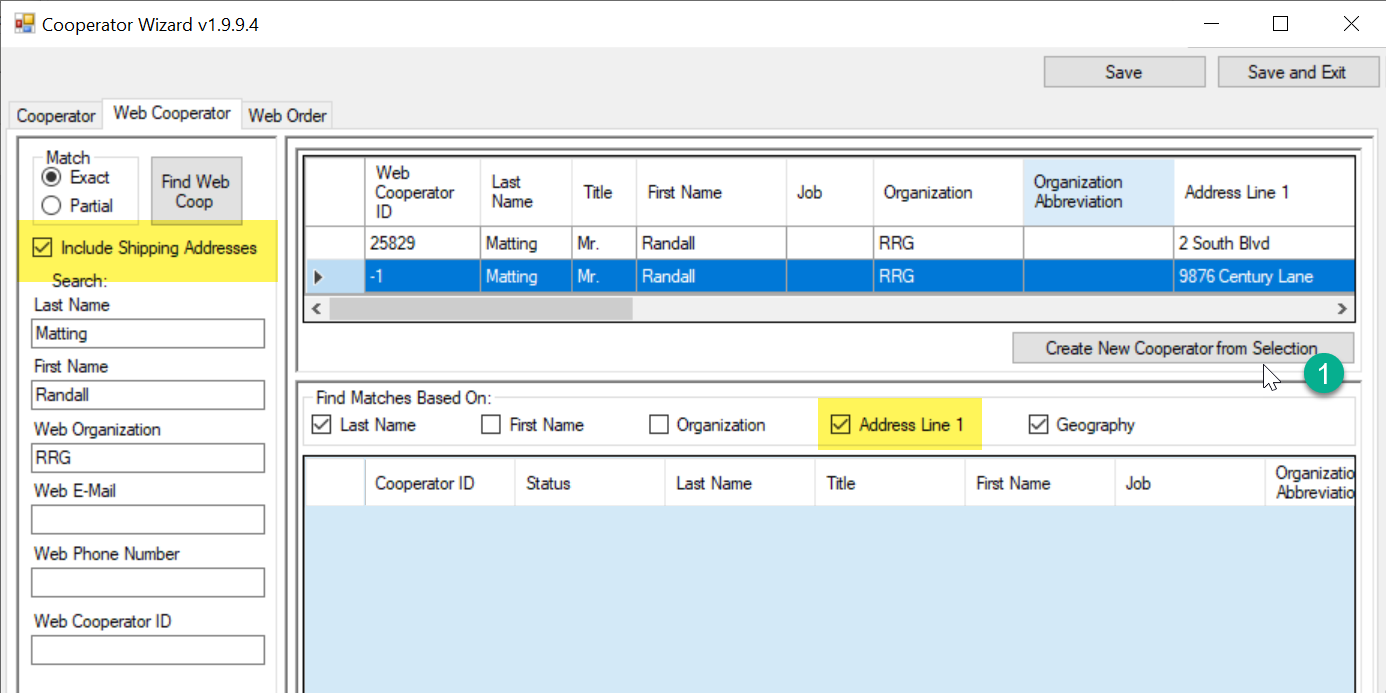 Cooperator Wizard v1.9.9.4
Save
Save and Exit
Cooperator
Web Cooperator
Web Order
Match
Exact
Partial
Find Web
Coop
Include Shipping Addresses
Search:
Last Name
Matting
First Name
Randall
Web Organization
RRG
Web E-Mail
Web Phone Number
Web Cooperator ID
Web
Cooperator
ID
Last
Name
Title
First Name
Job
Organization
Organization
Abbreviation
Address Line 1
25829 Matting Mr. Randall RRG 2 South Blvd
-1 Matting Mr. Randall RRG 9876 Century Lane
Create New Cooperator from Selection
1
Find Matches Based On:
Last Name
First Name
Organization
Address Line 1
Geography
Cooperator ID
Status
Last Name
Title
First Name
Job
Organizatio
Abbreviatio